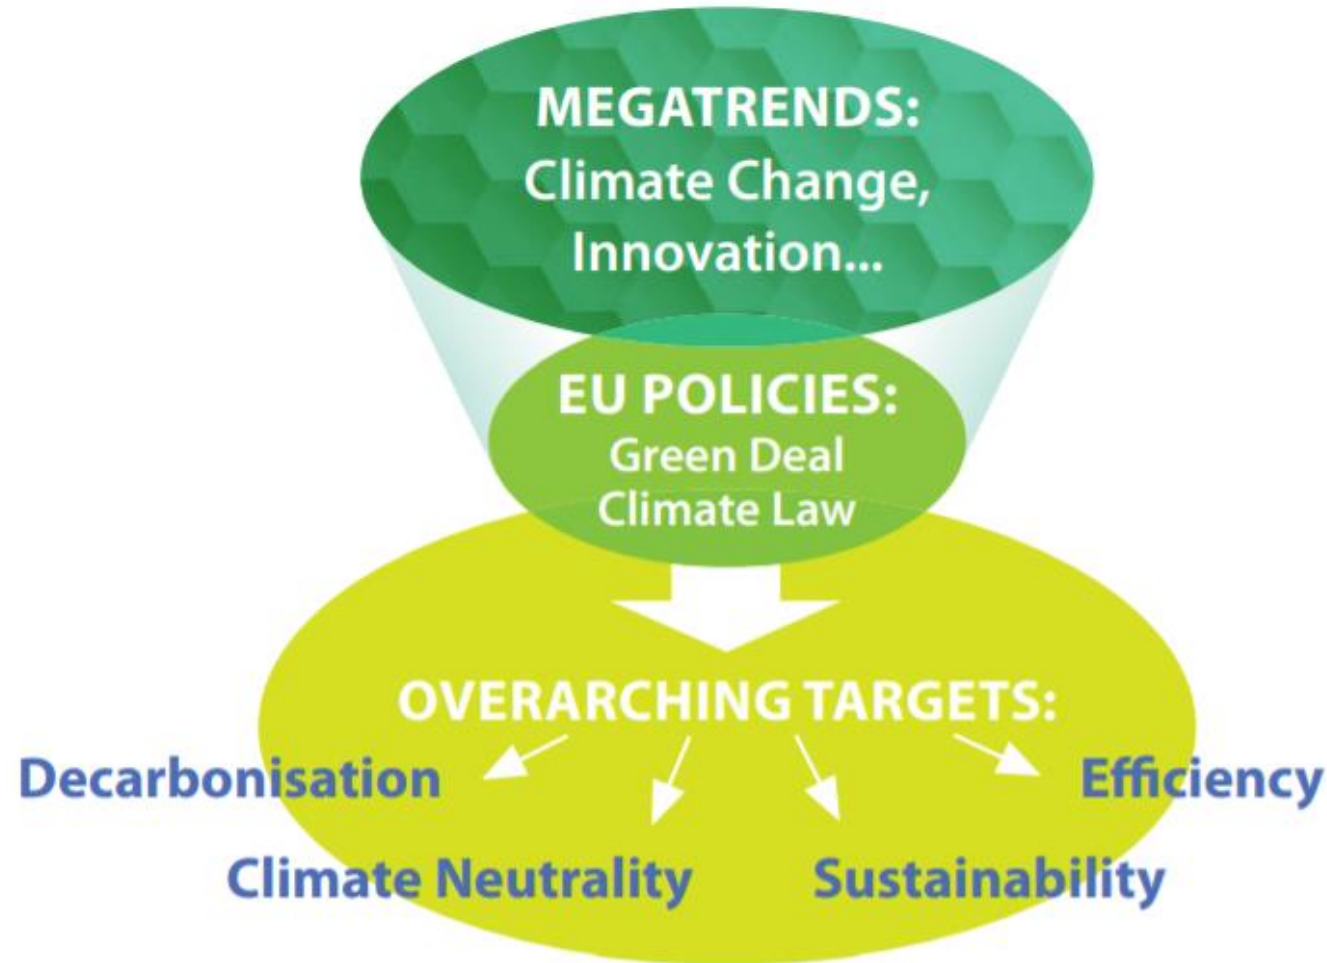 MEGATRENDS:
Climate Change,
Innovation...
EU POLICIES:
Green Deal
Climate Law
OVERARCHING TARGETS:
Decarbonisation
Efficiency
Climate Neutrality
Sustainability